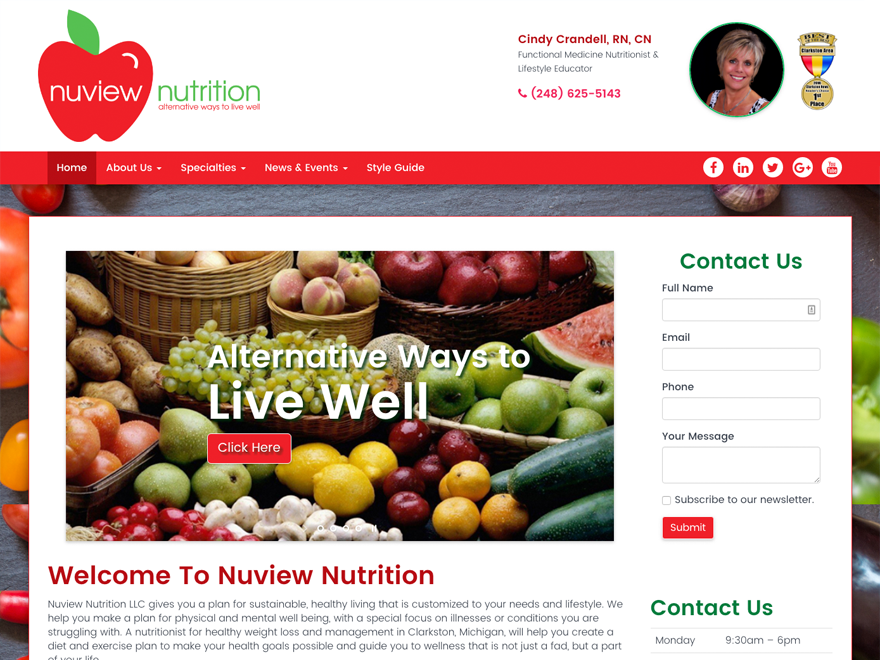 nuview nutrition
alternative ways to live well
Cindy Crandell, RN, CN
Functional Medicine Nutritionist &
Lifestyle Educator
(248) 625-5143
BEST
Clarkston Area
1st
Place
Home About Us Specialties News & Events Style Guide
You
Tube
Alternative Ways to
Live Well
Click Here
Contact Us
Full Name
Email
Phone
Your Message
Subscribe to our newsletter.
Submit
Welcome To Nuview Nutrition
Nuview Nutrition LLC gives you a plan for sustainable, healthy living that is customized to your needs and lifestyle. We
help you make a plan for physical and mental well being, with a special focus on illnesses or conditions you are
struggling with. A nutritionist for healthy weight loss and management in Clarkston, Michigan, will help you create a
diet and exercise plan to make your health goals possible and guide you to wellness that is not just a fad, but a part
of your life.
Contact Us
Monday 9:30am – 6pm